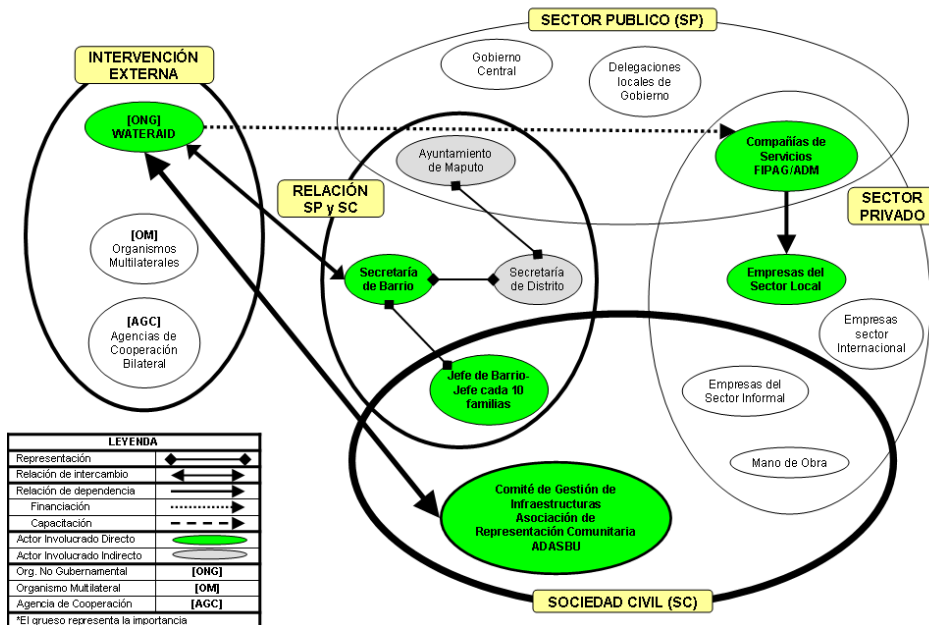 SECTOR PUBLICO (SP)
INTERVENCIÓN
EXTERNA
Gobierno
Central
Delegaciones
locales de
Gobierno
[ONG]
WATERAID
Ayuntamiento
de Maputo
Compañías de
Servicios
FIPAG/ADM
RELACIÓN
SP y SC
SECTOR
PRIVADO
[OM]
Organismos
Multilaterales
Secretaría
de Barrio
Secretaría
de Distrito
Empresas del
Sector Local
[AGC]
Agencias de
Cooperación
Bilateral
Empresas
sector
Internacional
Jefe de Barrio-
Jefe cada 10
familias
Empresas del
Sector Informal
Mano de Obra
Comité de Gestión de
Infraestructuras
Asociación de
Representación Comunitaria
ADASBU
SOCIEDAD CIVIL (SC)
LEYENDA
Representación
Relación de intercambio
Relación de dependencia
Financiación
Capacitación
Actor Involucrado Directo
Actor Involucrado Indirecto
Org. No Gubernamental [ONG]
Organismo Multilateral [OM]
Agencia de Cooperación [AGC]
*El grueso representa la importancia